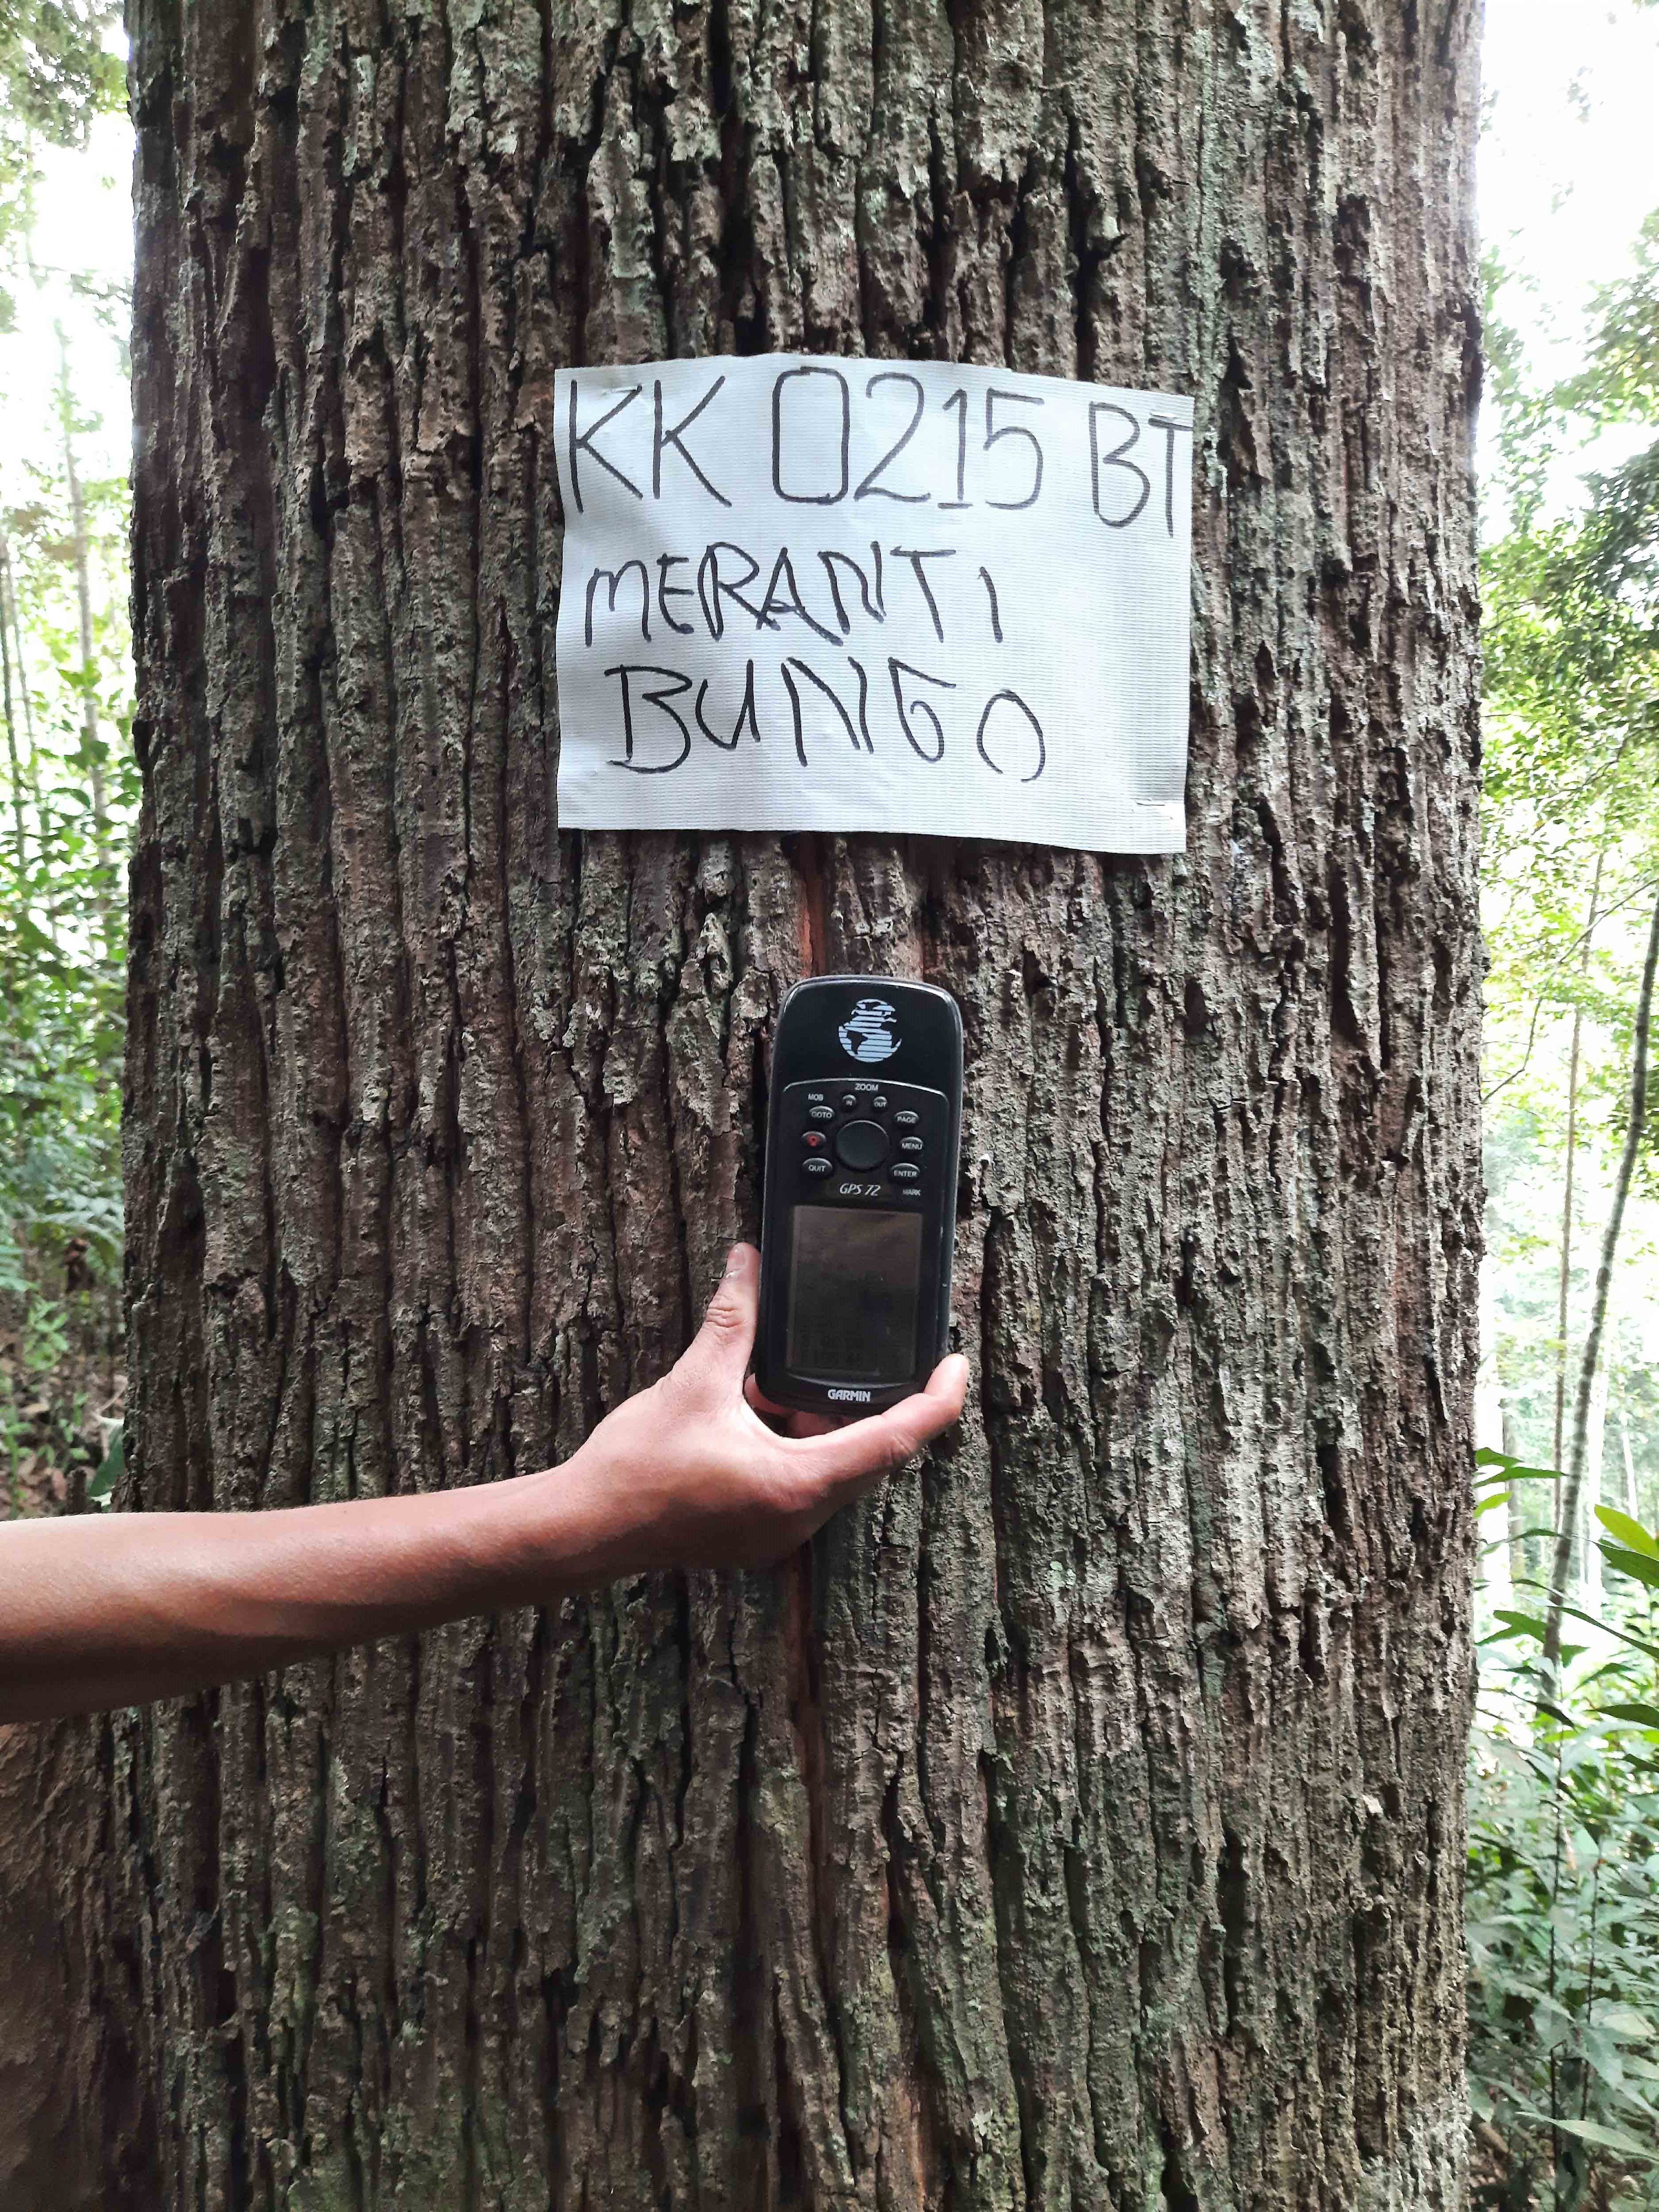 KK 0215 BT
MERANTI
BUNGO
ZOOM
MOB IN OUT
GOTO PAGE
MENU
QUIT ENTER
GPS 72 MARK
GARMIN